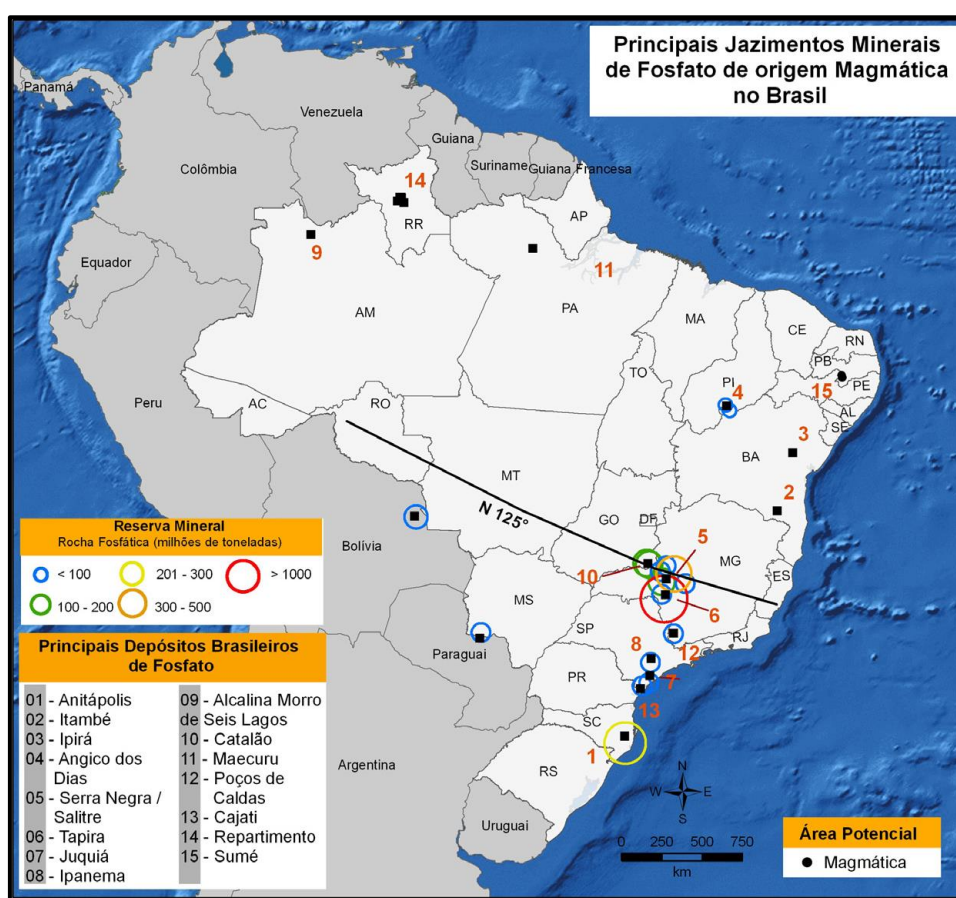 Principais Jazimentos Minerais
de Fosfato de origem Magmática
no Brasil
Panamá
Venezuela
Guiana
Suriname
Guiana Francesa
Colômbia
14
RR
AP
9
11
Equador
AM
PA
MA
CE
RN
PB
PI
4
PE
15
TO
AL
SE
Peru
AC
RO
3
BA
MT
2
N 125°
GO
DF
5
MG
ES
10
Bolívia
MS
6
SP
RJ
8
12
Paraguai
PR
7
13
SC
1
RS
Argentina
Uruguai
Reserva Mineral
Rocha Fosfática (milhões de toneladas)
< 100
201 - 300
> 1000
100 - 200
300 - 500
Principais Depósitos Brasileiros
de Fosfato
01 - Anitápolis
02 - Itambé
03 - Ipirá
04 - Angico dos
Dias
05 - Serra Negra /
Salitre
06 - Tapira
07 - Juquiá
08 - Ipanema
09 - Alcalina Morro
de Seis Lagos
10 - Catalão
11 - Maecuru
12 - Poços de
Caldas
13 - Cajati
14 - Repartimento
15 - Sumé
N
W
E
S
0 250 500 750
km
Área Potencial
Magmática